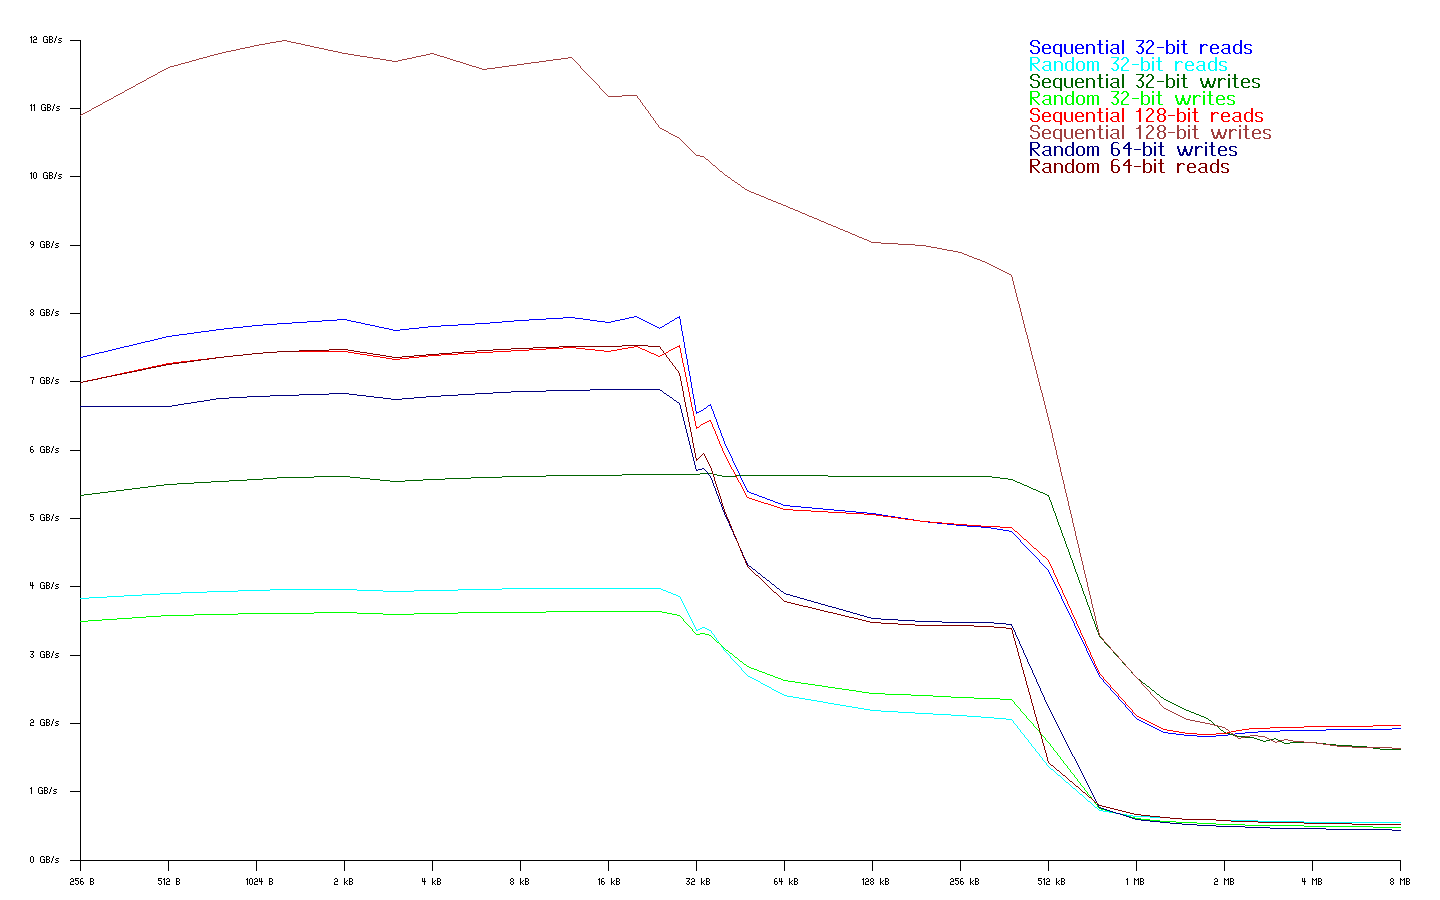 Sequential 32-bit reads
Random 32-bit reads
Sequential 32-bit writes
Random 32-bit writes
Sequential 128-bit reads
Sequential 128-bit writes
Random 64-bit writes
Random 64-bit reads
12 GB/s
11 GB/s
10 GB/s
9 GB/s
8 GB/s
7 GB/s
6 GB/s
5 GB/s
4 GB/s
3 GB/s
2 GB/s
1 GB/s
0 GB/s
256 B 512 B 1024 B 2 kB 4 kB 8 kB 16 kB 32 kB 64 kB 128 kB 256 kB 512 kB 1 MB 2 MB 4 MB 8 MB